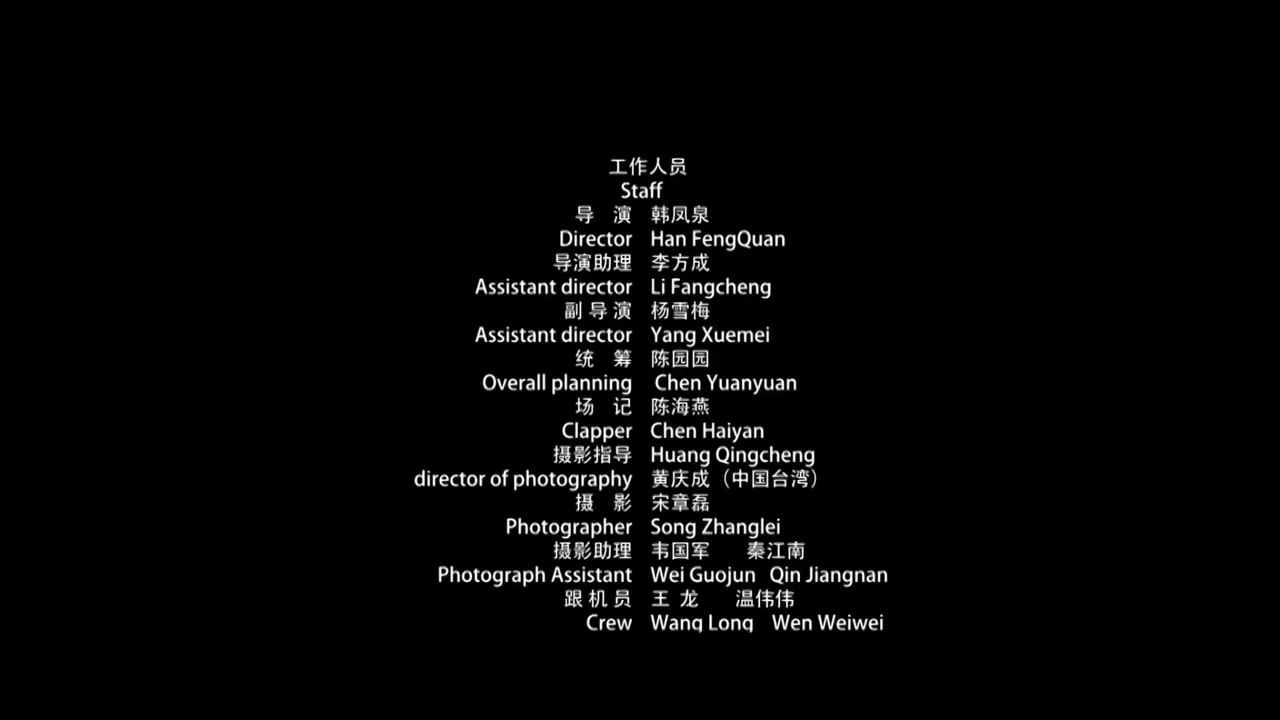 工作人员
Staff
导 演 韩凤泉
Director Han FengQuan
导演助理 李方成
Assistant director Li Fangcheng
副 导 演 杨雪梅
Assistant director Yang Xuemei
统 筹 陈园园
Overall planning Chen Yuanyuan
场 记 陈海燕
Clapper Chen Haiyan
摄影指导 Huang Qingcheng
director of photography 黄庆成（中国台湾）
摄 影 宋章磊
Photographer Song Zhanglei
摄影助理 韦国军 秦江南
Photograph Assistant Wei Guojun Qin Jiangnan
跟 机 员 王 龙 温伟伟
Crew Wang Long Wen Weiwei